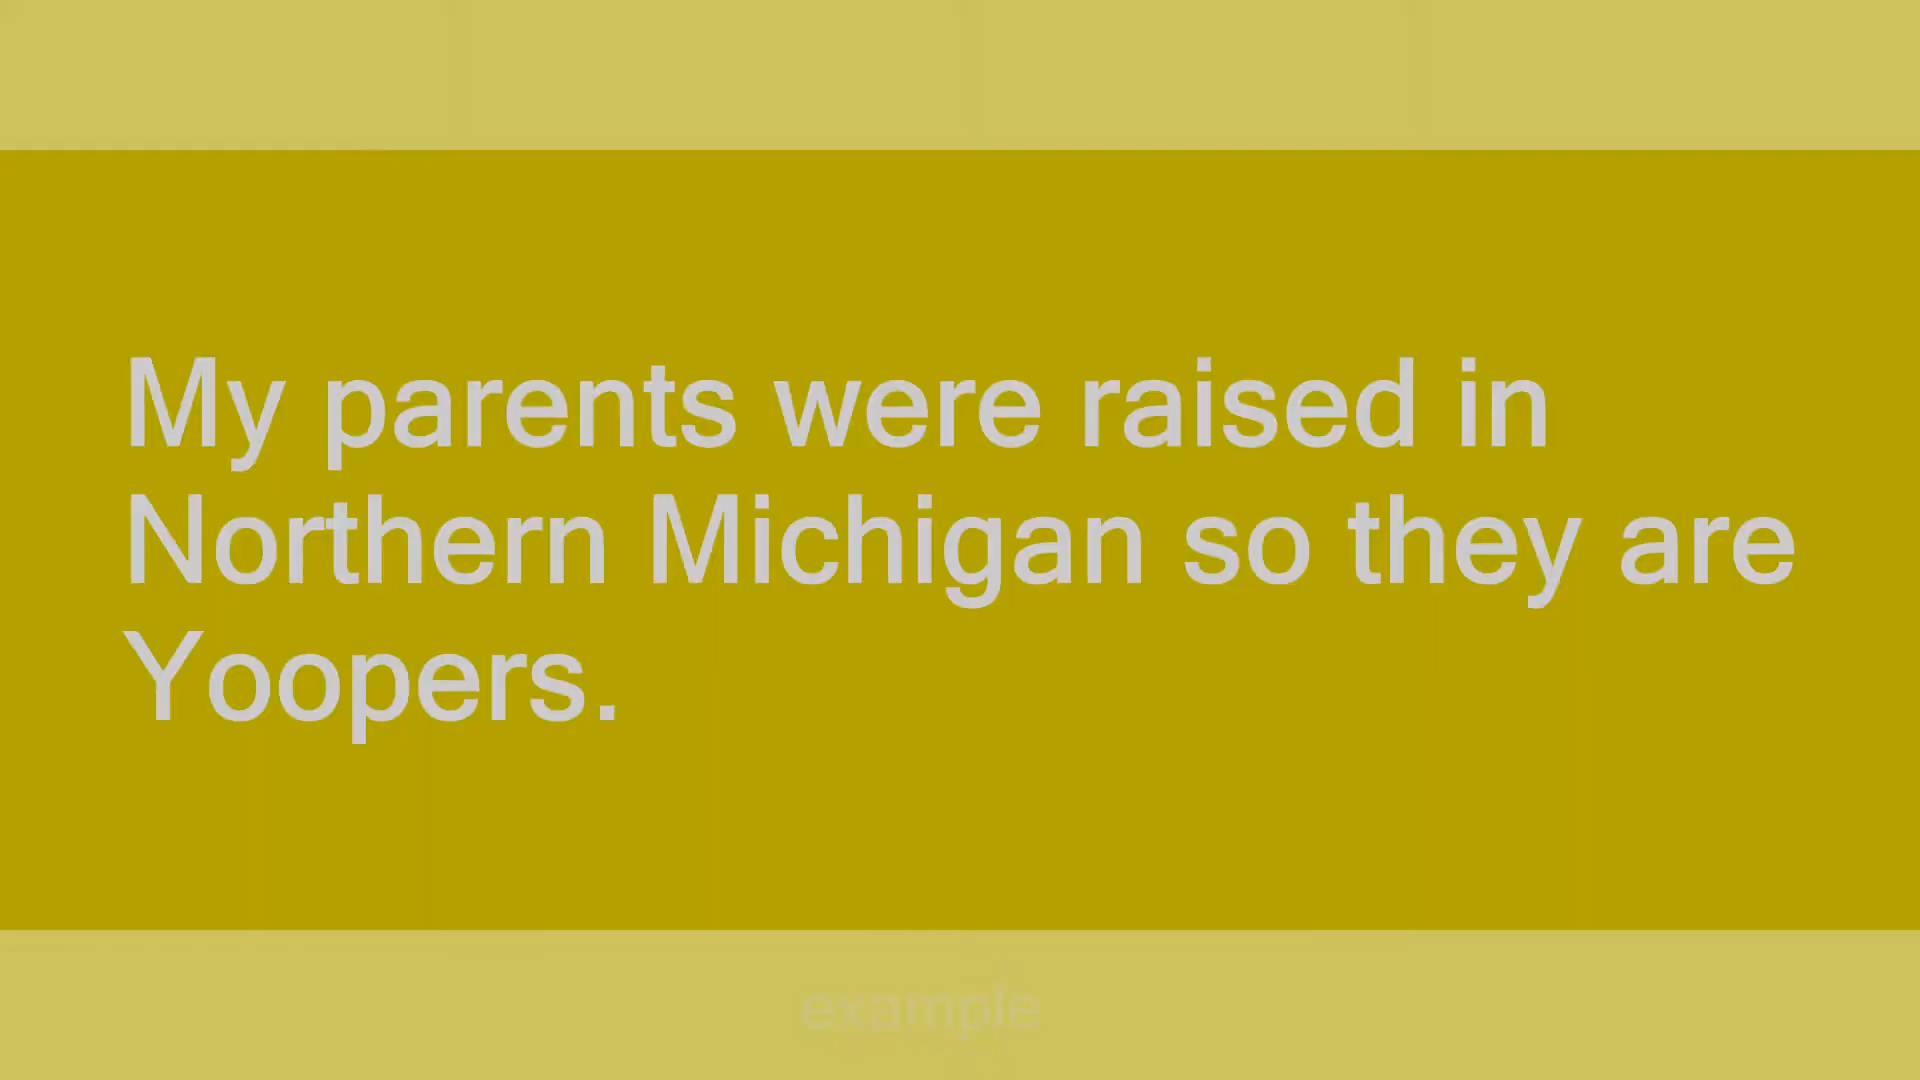 My parents were raised in
Northern Michigan so they are
Yoopers.
example